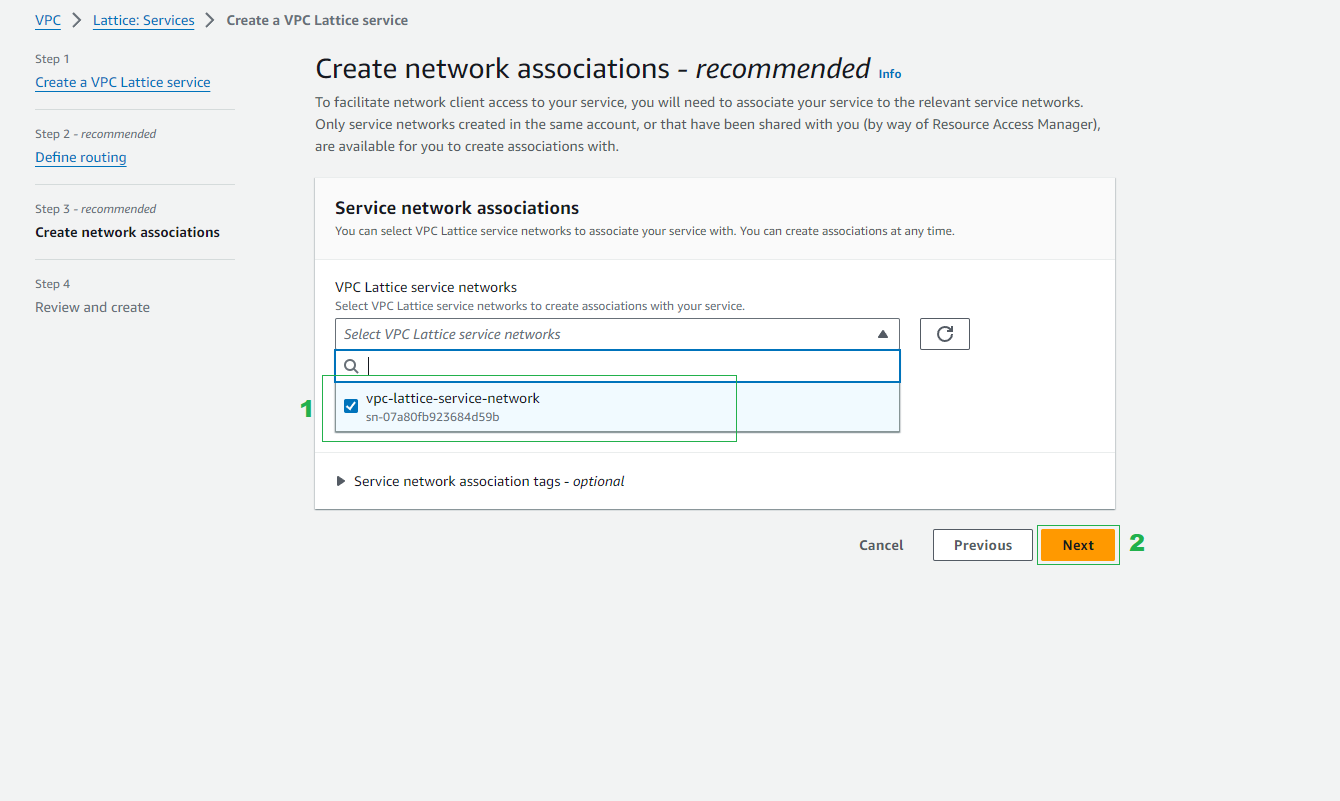 VPC > Lattice: Services > Create a VPC Lattice service
Step 1
Create a VPC Lattice service
Step 2 - recommended
Define routing
Step 3 - recommended
Create network associations
Step 4
Review and create
Create network associations - recommended Info
To facilitate network client access to your service, you will need to associate your service to the relevant service networks.
Only service networks created in the same account, or that have been shared with you (by way of Resource Access Manager),
are available for you to create associations with.
Service network associations
You can select VPC Lattice service networks to associate your service with. You can create associations at any time.
VPC Lattice service networks
Select VPC Lattice service networks to create associations with your service.
Select VPC Lattice service networks
1
vpc-lattice-service-network
sn-07a80fb923684d59b
Service network association tags - optional
Cancel
Previous
Next
2